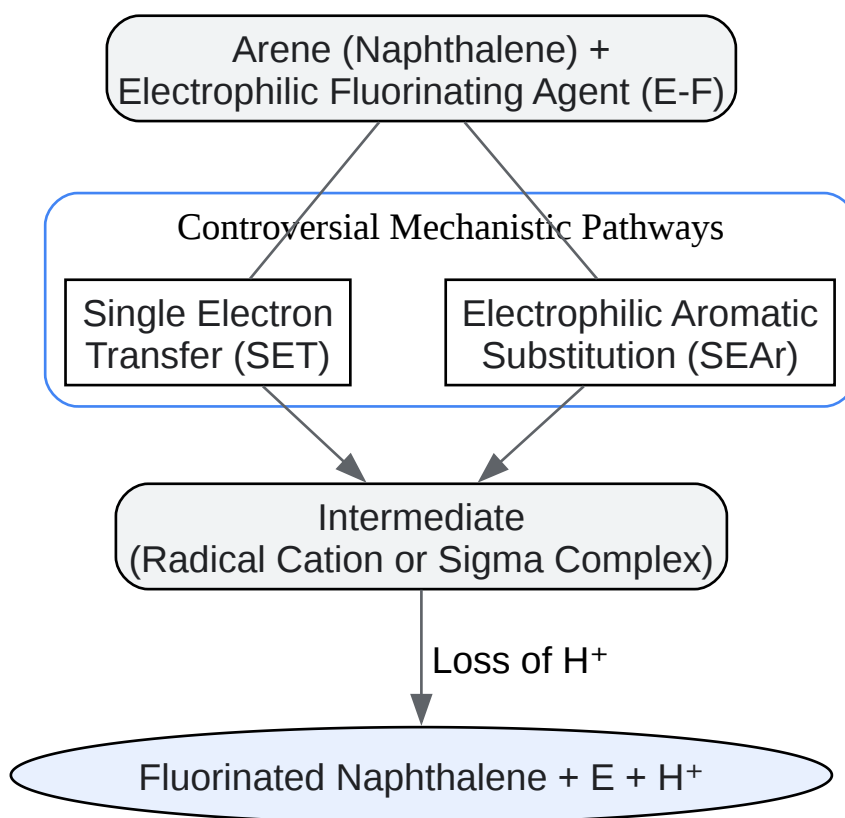 Arene (Naphthalene) +
Electrophilic Fluorinating Agent (E-F)
Controversial Mechanistic Pathways
Single Electron
Transfer (SET)
Electrophilic Aromatic
Substitution (SEAr)
Intermediate
(Radical Cation or Sigma Complex)
Loss of H⁺
Fluorinated Naphthalene + E + H⁺